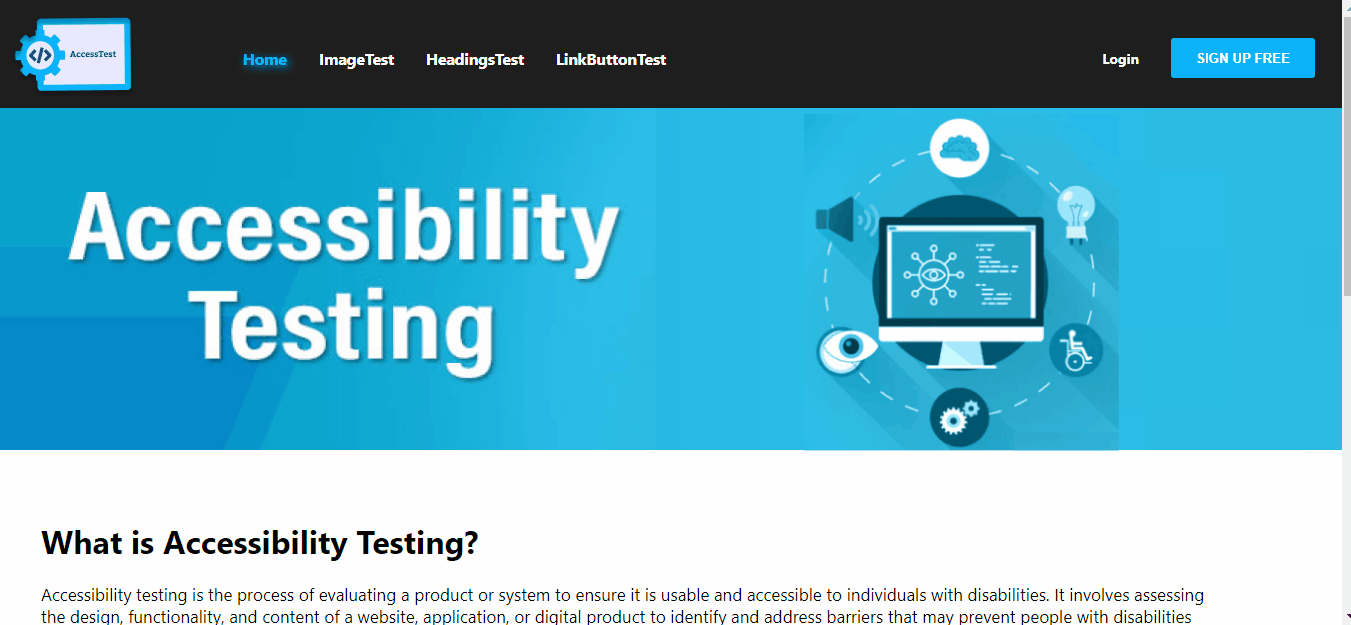 </> AccessTest
Home ImageTest HeadingsTest LinkButtonTest Login SIGN UP FREE
Accessibility
Testing
What is Accessibility Testing?
Accessibility testing is the process of evaluating a product or system to ensure it is usable and accessible to individuals with disabilities. It involves assessing
the design, functionality, and content of a website, application, or digital product to identify and address barriers that may prevent people with disabilities